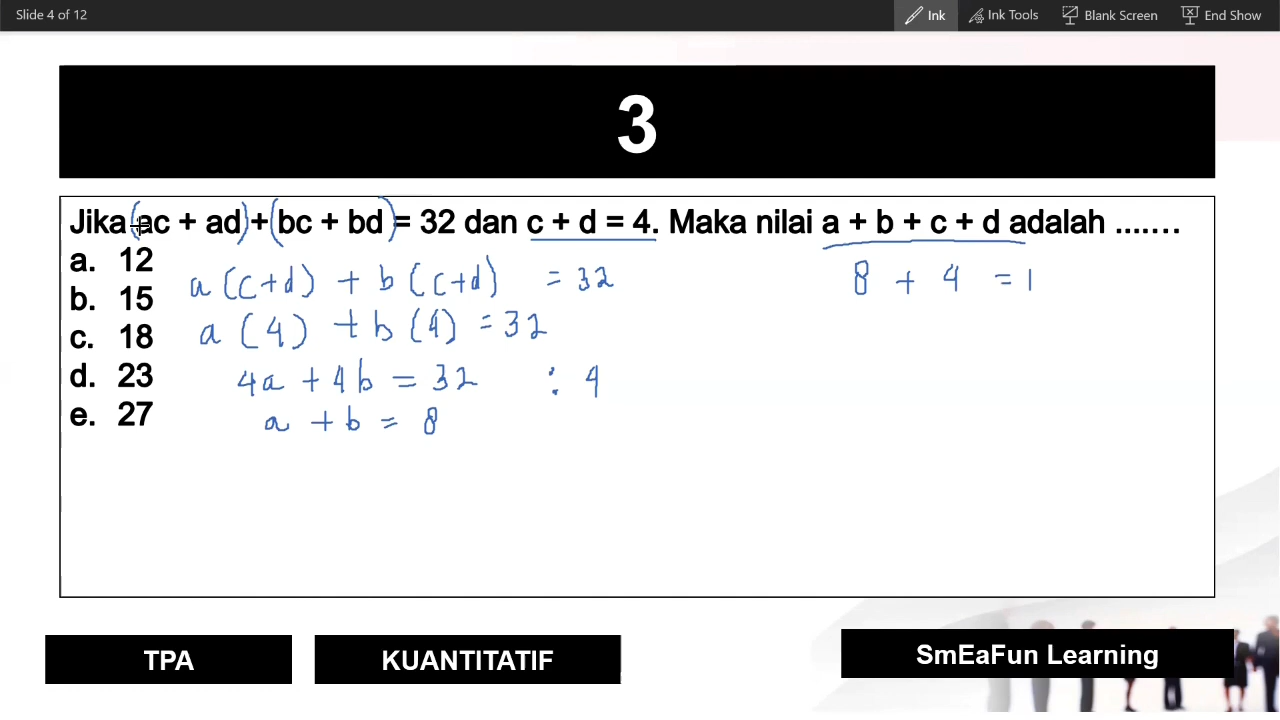 Slide 4 of 12
Ink
Ink Tools
Blank Screen
End Show
3
Jika (ac + ad) + (bc + bd) = 32 dan c + d = 4. Maka nilai a + b + c + d adalah .......
a. 12
b. 15
c. 18
d. 23
e. 27
a (c+d) + b (c+d) = 32
a (4) + b (4) = 32
4a + 4b = 32 : 4
a + b = 8
8 + 4 = 1
TPA
KUANTITATIF
SmEaFun Learning